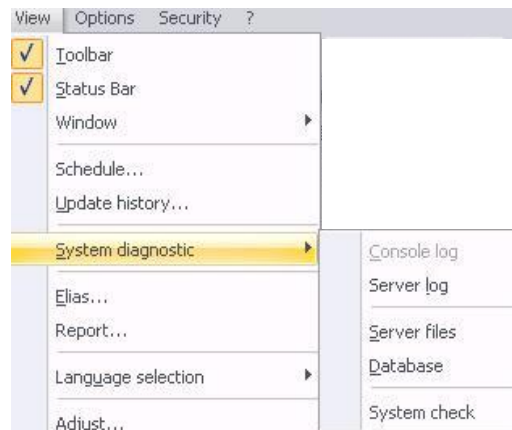 View Options Security ?
Toolbar
Status Bar
Window
Schedule...
Update history...
System diagnostic
Console log
Server log
Server files
Database
System check
Elias...
Report...
Language selection
Adjust...